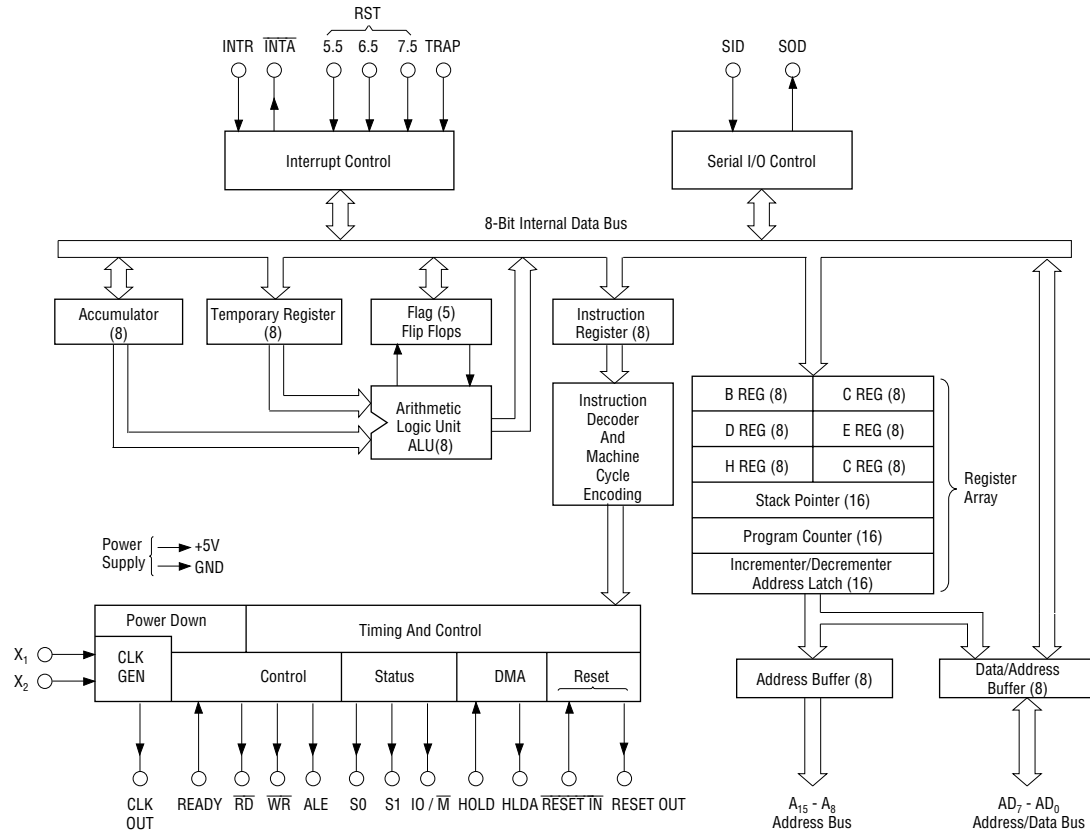 RST
INTR INTA 5.5 6.5 7.5 TRAP
SID SOD
Interrupt Control
Serial I/O Control
8-Bit Internal Data Bus
Accumulator
(8)
Temporary Register
(8)
Flag (5)
Flip Flops
Instruction
Register (8)
Arithmetic
Logic Unit
ALU(8)
Instruction
Decoder
And
Machine
Cycle
Encoding
B REG (8) C REG (8)
D REG (8) E REG (8)
H REG (8) C REG (8)
Stack Pointer (16)
Program Counter (16)
Incrementer/Decrementer
Address Latch (16)
Register
Array
Power
Supply
+5V
GND
Power Down
Timing And Control
X1
X2
CLK
GEN
Control
Status
DMA
Reset
Address Buffer (8)
Data/Address
Buffer (8)
CLK
OUT
READY RD WR ALE S0 S1 IO / M HOLD HLDA RESET IN RESET OUT
A15 - A8
Address Bus
AD7 - AD0
Address/Data Bus